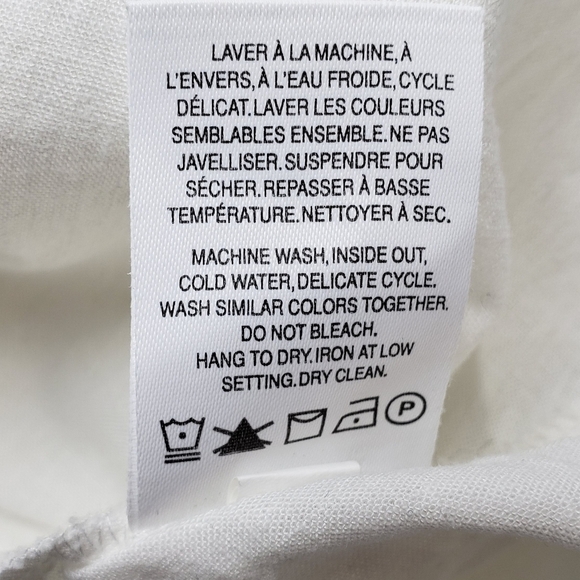 LAVER À LA MACHINE, À
L'ENVERS, À L'EAU FROIDE, CYCLE
DÉLICAT. LAVER LES COULEURS
SEMBLABLES ENSEMBLE. NE PAS
JAVELLISER. SUSPENDRE POUR
SÉCHER. REPASSER À BASSE
TEMPÉRATURE. NETTOYER À SEC.
MACHINE WASH, INSIDE OUT,
COLD WATER, DELICATE CYCLE.
WASH SIMILAR COLORS TOGETHER.
DO NOT BLEACH.
HANG TO DRY. IRON AT LOW
SETTING. DRY CLEAN.
P